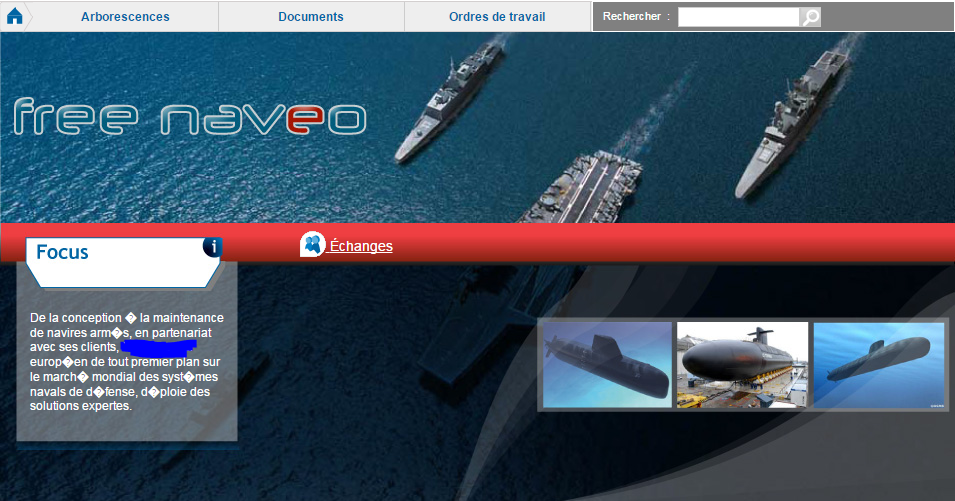 Arborescences
Documents
Ordres de travail
Rechercher :
free naveo
Échanges
Focus
i
De la conception � la maintenance
de navires arm�s, en partenariat
avec ses clients,
europ�en de tout premier plan sur
le march� mondial des syst�mes
navals de d�fense, d�ploie des
solutions expertes.